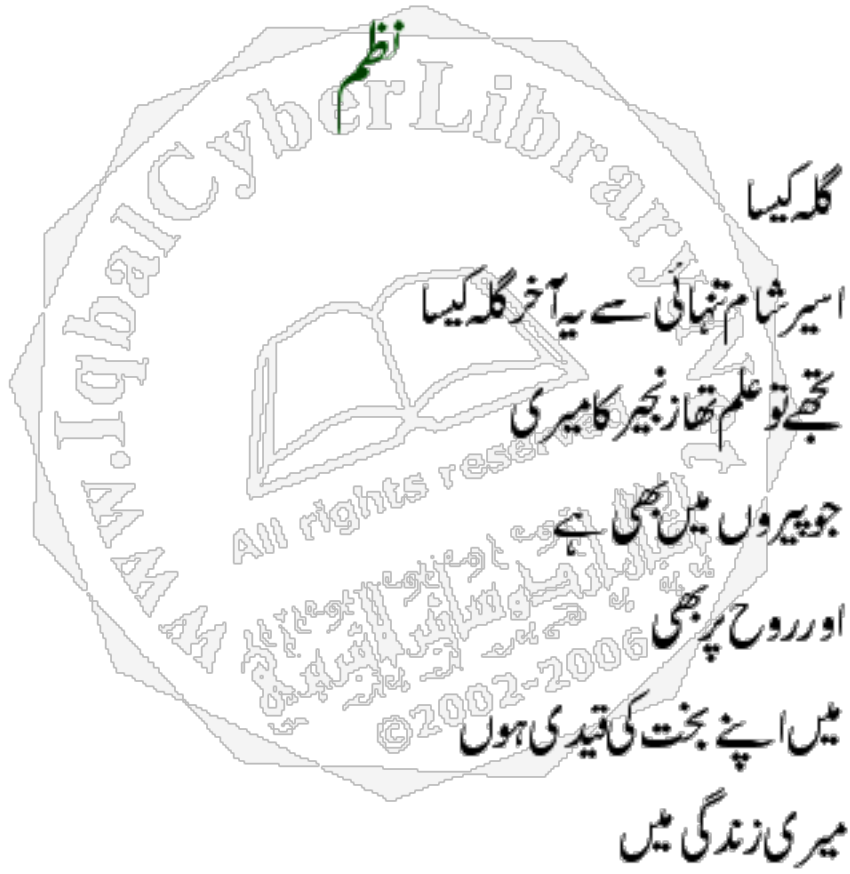 نظم
گلہ کیسا
اسیر شام تنہائی سے یہ آخر گلہ کیسا
تجھے تو علم تھا زنجیر کا میری
جو پیروں میں بھی ہے
اور روح پر بھی
میں اپنے بخت کی قیدی ہوں
میری زندگی میں
www.IqbalCyberLibrary
All rights reserved
©2002-2006